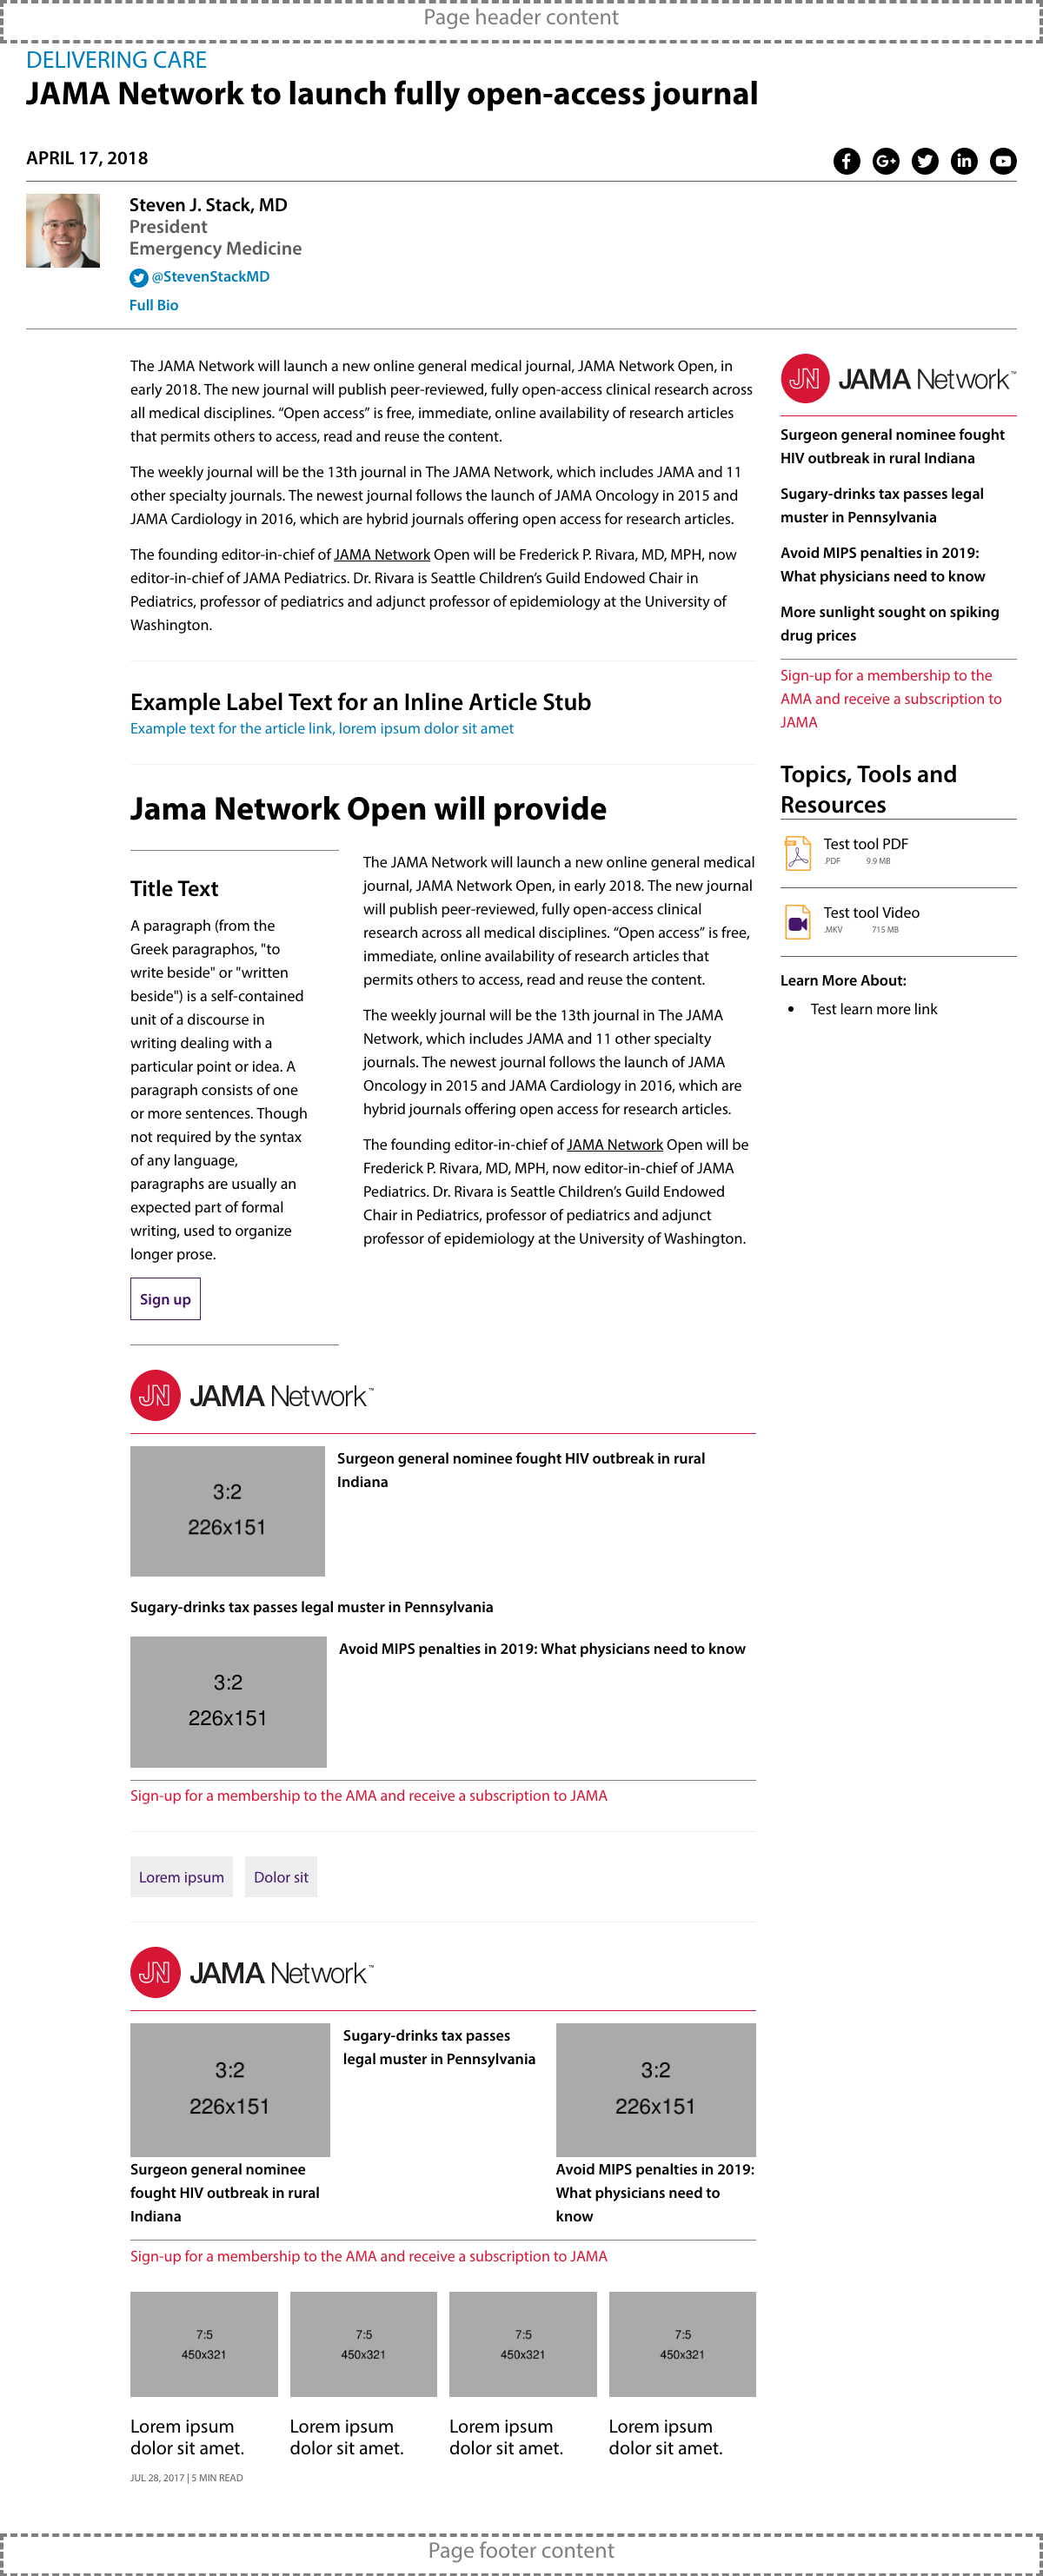 Page header content
DELIVERING CARE
JAMA Network to launch fully open-access journal
APRIL 17, 2018
Steven J. Stack, MD
President
Emergency Medicine
@StevenStackMD
Full Bio
The JAMA Network will launch a new online general medical journal, JAMA Network Open, in
early 2018. The new journal will publish peer-reviewed, fully open-access clinical research across
all medical disciplines. “Open access” is free, immediate, online availability of research articles
that permits others to access, read and reuse the content.
The weekly journal will be the 13th journal in The JAMA Network, which includes JAMA and 11
other specialty journals. The newest journal follows the launch of JAMA Oncology in 2015 and
JAMA Cardiology in 2016, which are hybrid journals offering open access for research articles.
The founding editor-in-chief of JAMA Network Open will be Frederick P. Rivara, MD, MPH, now
editor-in-chief of JAMA Pediatrics. Dr. Rivara is Seattle Children’s Guild Endowed Chair in
Pediatrics, professor of pediatrics and adjunct professor of epidemiology at the University of
Washington.
Example Label Text for an Inline Article Stub
Example text for the article link, lorem ipsum dolor sit amet
Jama Network Open will provide
Title Text
A paragraph (from the
Greek paragraphos, "to
write beside" or "written
beside") is a self-contained
unit of a discourse in
writing dealing with a
particular point or idea. A
paragraph consists of one
or more sentences. Though
not required by the syntax
of any language,
paragraphs are usually an
expected part of formal
writing, used to organize
longer prose.
Sign up
The JAMA Network will launch a new online general medical
journal, JAMA Network Open, in early 2018. The new journal
will publish peer-reviewed, fully open-access clinical
research across all medical disciplines. “Open access” is free,
immediate, online availability of research articles that
permits others to access, read and reuse the content.
The weekly journal will be the 13th journal in The JAMA
Network, which includes JAMA and 11 other specialty
journals. The newest journal follows the launch of JAMA
Oncology in 2015 and JAMA Cardiology in 2016, which are
hybrid journals offering open access for research articles.
The founding editor-in-chief of JAMA Network Open will be
Frederick P. Rivara, MD, MPH, now editor-in-chief of JAMA
Pediatrics. Dr. Rivara is Seattle Children’s Guild Endowed
Chair in Pediatrics, professor of pediatrics and adjunct
professor of epidemiology at the University of Washington.
JN JAMA Network™
3:2
226x151
Surgeon general nominee fought HIV outbreak in rural
Indiana
Sugary-drinks tax passes legal muster in Pennsylvania
3:2
226x151
Avoid MIPS penalties in 2019: What physicians need to know
Sign-up for a membership to the AMA and receive a subscription to JAMA
Lorem ipsum
Dolor sit
JN JAMA Network™
3:2
226x151
Surgeon general nominee
fought HIV outbreak in rural
Indiana
Sugary-drinks tax passes
legal muster in Pennsylvania
3:2
226x151
Avoid MIPS penalties in 2019:
What physicians need to
know
Sign-up for a membership to the AMA and receive a subscription to JAMA
7:5
450x321
Lorem ipsum
dolor sit amet.
JUL 28, 2017 | 5 MIN READ
7:5
450x321
Lorem ipsum
dolor sit amet.
7:5
450x321
Lorem ipsum
dolor sit amet.
7:5
450x321
Lorem ipsum
dolor sit amet.
JN JAMA Network™
Surgeon general nominee fought
HIV outbreak in rural Indiana
Sugary-drinks tax passes legal
muster in Pennsylvania
Avoid MIPS penalties in 2019:
What physicians need to know
More sunlight sought on spiking
drug prices
Sign-up for a membership to the
AMA and receive a subscription to
JAMA
Topics, Tools and
Resources
Test tool PDF
.PDF 9.9 MB
Test tool Video
.MKV 715 MB
Learn More About:
• Test learn more link
Page footer content